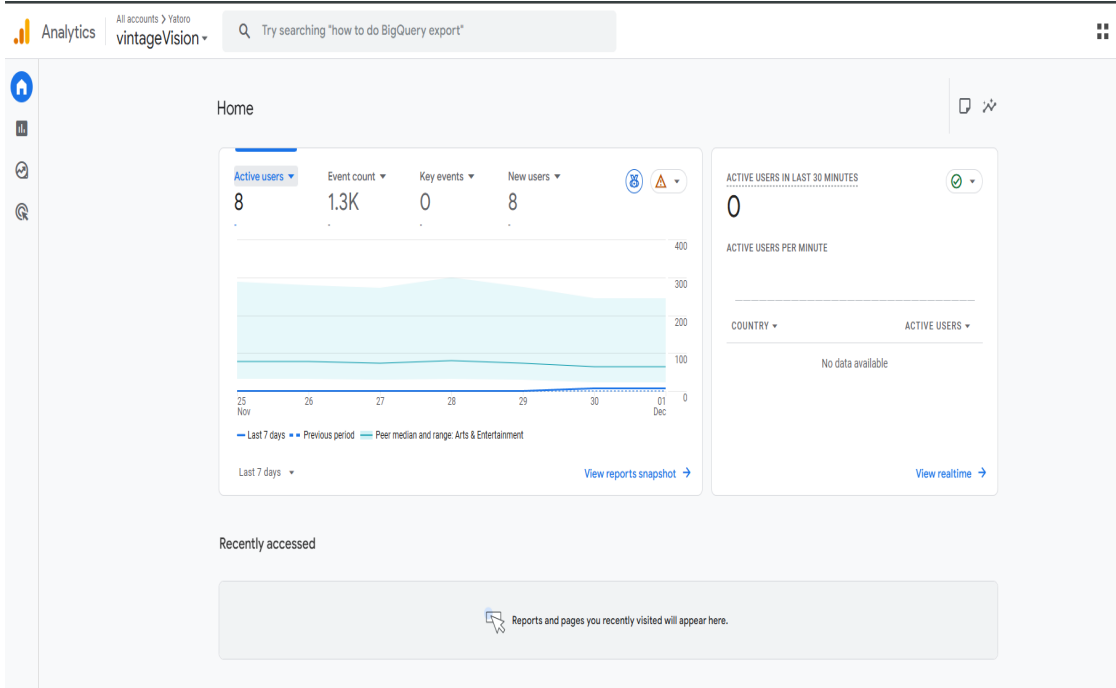 All accounts > Yatoro
Analytics
vintageVision
Try searching "how to do BigQuery export"
Home
Active users
Event count
Key events
New users
8
1.3K
0
8
-
-
-
-
400
300
200
100
0
25
Nov
26
27
28
29
30
01
Dec
Last 7 days
Previous period
Peer median and range: Arts & Entertainment
Last 7 days
View reports snapshot
ACTIVE USERS IN LAST 30 MINUTES
0
ACTIVE USERS PER MINUTE
COUNTRY
ACTIVE USERS
No data available
View realtime
Recently accessed
Reports and pages you recently visited will appear here.